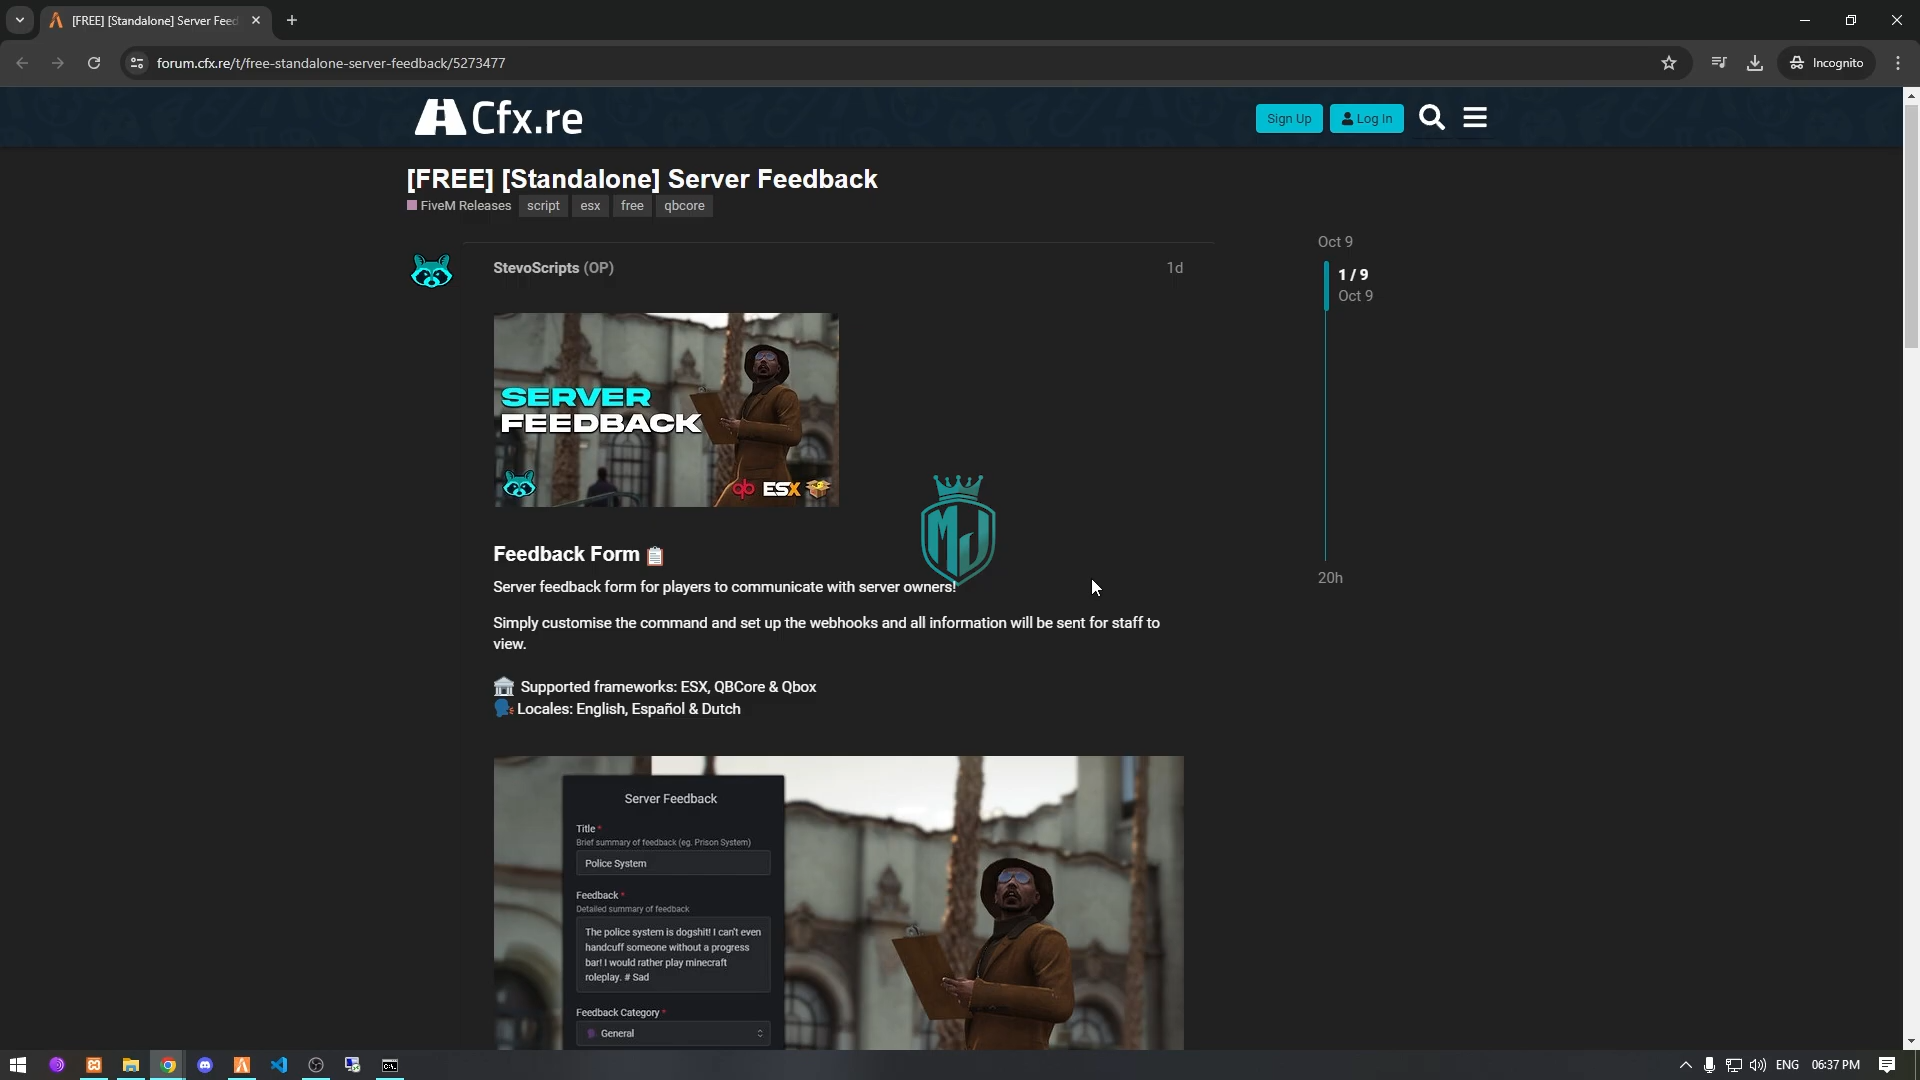 [FREE] [Standalone] Server Feed
forum.cfx.re/t/free-standalone-server-feedback/5273477
Incognito
Cfx.re
Sign Up
Log In
[FREE] [Standalone] Server Feedback
FiveM Releases script esx free qbcore
Oct 9
StevoScripts (OP)
1d
1 / 9
Oct 9
SERVER
FEEDBACK
qb ESX
MJ
Feedback Form
Server feedback form for players to communicate with server owners!
20h
Simply customise the command and set up the webhooks and all information will be sent for staff to
view.
Supported frameworks: ESX, QBCore & Qbox
Locales: English, Español & Dutch
Server Feedback
Title *
Brief summary of feedback (eg. Prison System)
Police System
Feedback *
Detailed summary of feedback
The police system is dogshit! I can't even
handcuff someone without a progress
bar! I would rather play minecraft
roleplay. # Sad
Feedback Category *
General
ENG 06:37 PM